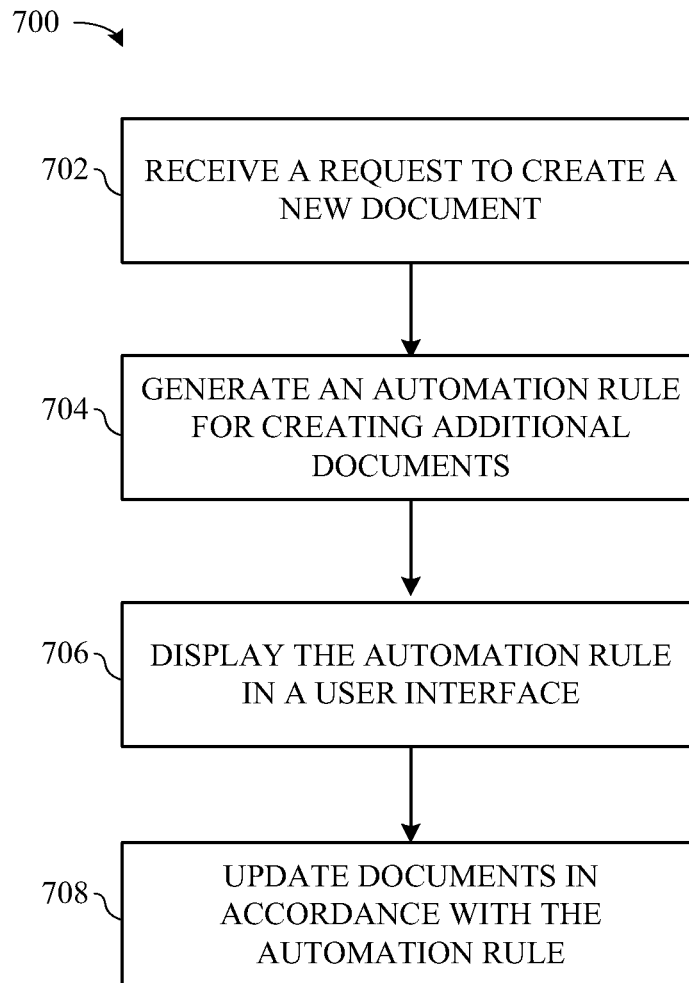 700
702
RECEIVE A REQUEST TO CREATE A
NEW DOCUMENT
704
GENERATE AN AUTOMATION RULE
FOR CREATING ADDITIONAL
DOCUMENTS
706
DISPLAY THE AUTOMATION RULE
IN A USER INTERFACE
708
UPDATE DOCUMENTS IN
ACCORDANCE WITH THE
AUTOMATION RULE